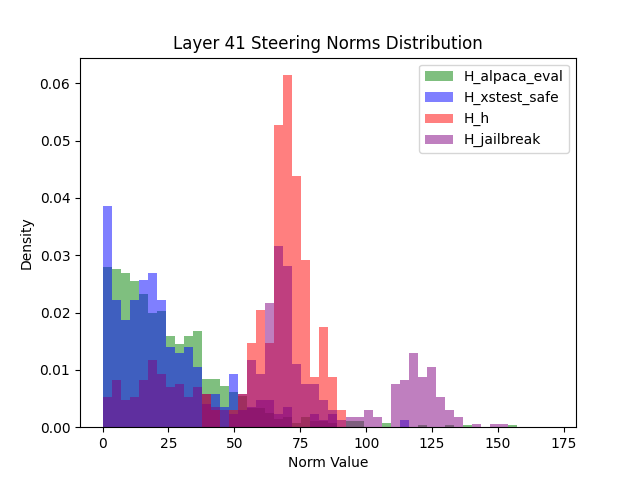 Layer 41 Steering Norms Distribution
H_alpaca_eval
H_xstest_safe
H_h
H_jailbreak
Density
0.06
0.05
0.04
0.03
0.02
0.01
0.00
0 25 50 75 100 125 150 175
Norm Value